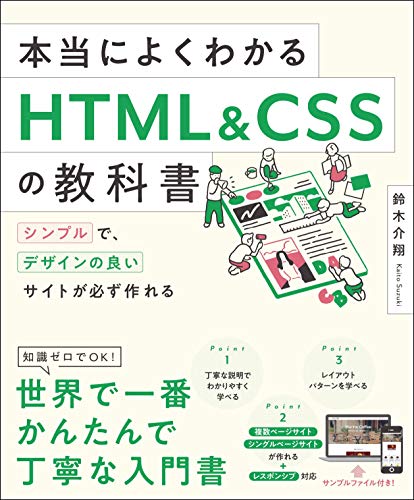 本当によくわかる
HTML&CSS
の教科書
シンプルで、
デザインの良い
サイトが必ず作れる
鈴木介翔
Kaito Suzuki
知識ゼロでOK!
世界で一番
かんたんで
丁寧な入門書
Point
1
丁寧な説明で
わかりやすく
学べる
Point
2
複数ページサイト
シングルページサイト
が作れる
+
レスポンシブ 対応
Point
3
レイアウト
パターンを学べる
サンプルファイル付き!